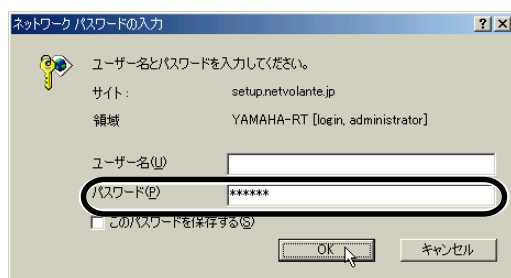 ネットワーク パスワードの入力
ユーザー名とパスワードを入力してください。
サイト： setup.netvolante.jp
領域 YAMAHA-RT [login, administrator]
ユーザー名(U)
パスワード(P) ******
このパスワードを保存する(S)
OK キャンセル